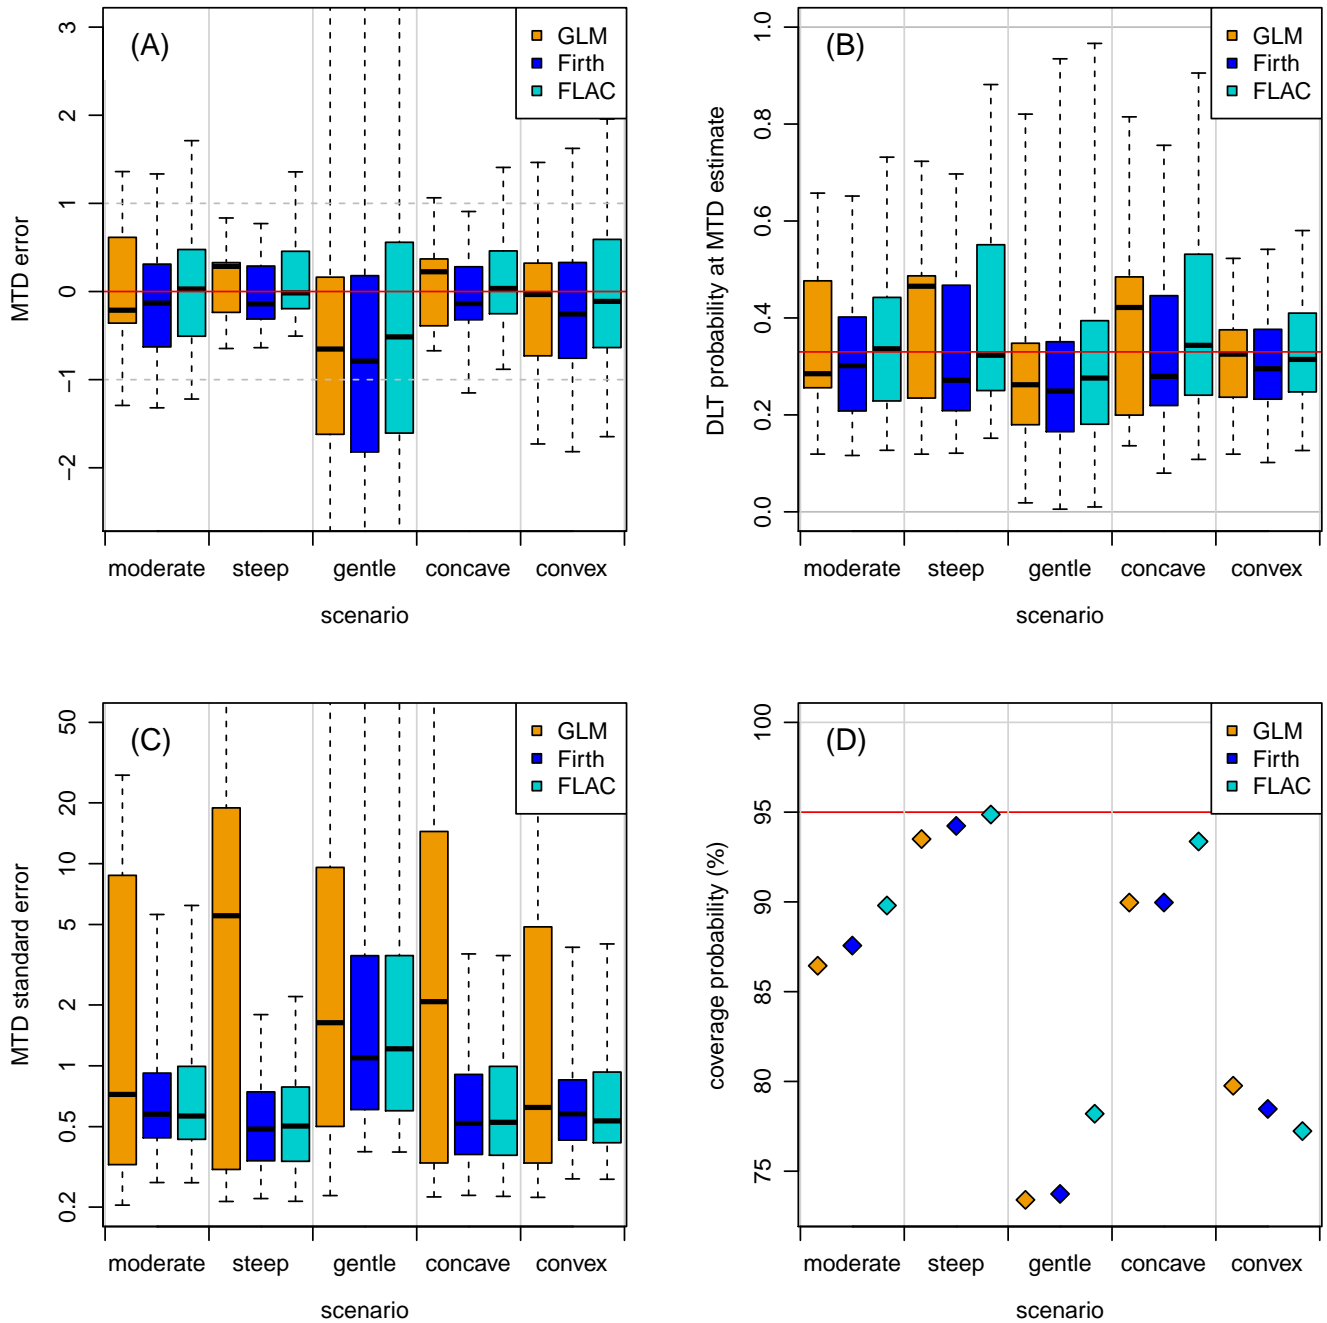 (A)
GLM
Firth
FLAC
3
2
1
0
−1
−2
MTD error
moderate steep gentle concave convex
scenario
(B)
GLM
Firth
FLAC
1.0
0.8
0.6
0.4
0.2
0.0
DLT probability at MTD estimate
moderate steep gentle concave convex
scenario
(C)
GLM
Firth
FLAC
50
20
10
5
2
1
0.5
0.2
MTD standard error
moderate steep gentle concave convex
scenario
(D)
GLM
Firth
FLAC
100
95
90
85
80
75
coverage probability (%)
moderate steep gentle concave convex
scenario